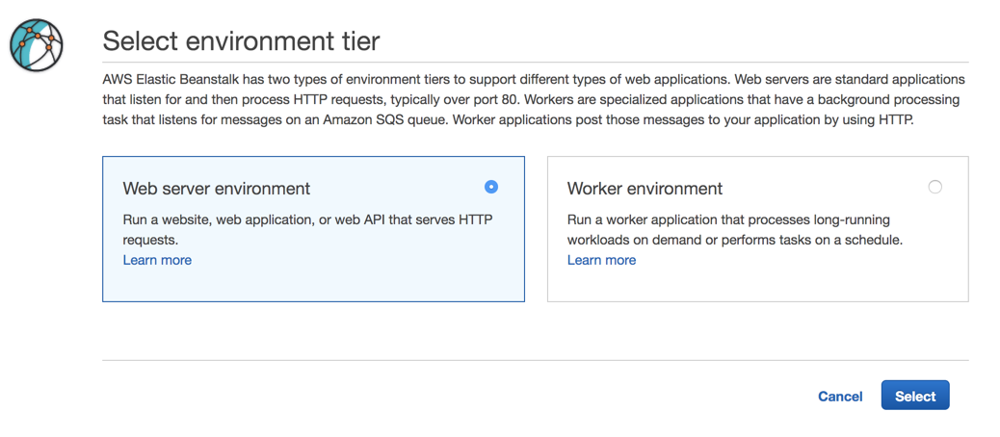 Select environment tier
AWS Elastic Beanstalk has two types of environment tiers to support different types of web applications. Web servers are standard applications
that listen for and then process HTTP requests, typically over port 80. Workers are specialized applications that have a background processing
task that listens for messages on an Amazon SQS queue. Worker applications post those messages to your application by using HTTP.
Web server environment
Run a website, web application, or web API that serves HTTP
requests.
Learn more
Worker environment
Run a worker application that processes long-running
workloads on demand or performs tasks on a schedule.
Learn more
Cancel
Select